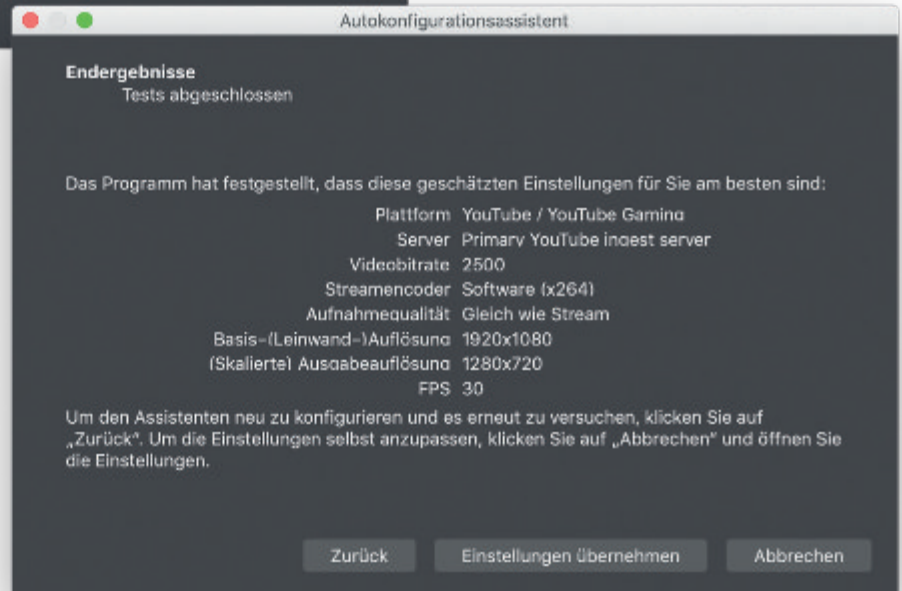 Autokonfigurationsassistent
Endergebnisse
Tests abgeschlossen
Das Programm hat festgestellt, dass diese geschätzten Einstellungen für Sie am besten sind:
Plattform YouTube / YouTube Gaming
Server Primary YouTube ingest server
Videobitrate 2500
Streamencoder Software (x264)
Aufnahmequalität Gleich wie Stream
Basis-(Leinwand-)Auflösung 1920x1080
(Skalierte) Ausgabeauflösung 1280x720
FPS 30
Um den Assistenten neu zu konfigurieren und es erneut zu versuchen, klicken Sie auf
„Zurück“. Um die Einstellungen selbst anzupassen, klicken Sie auf „Abbrechen“ und öffnen Sie
die Einstellungen.
Zurück Einstellungen übernehmen Abbrechen